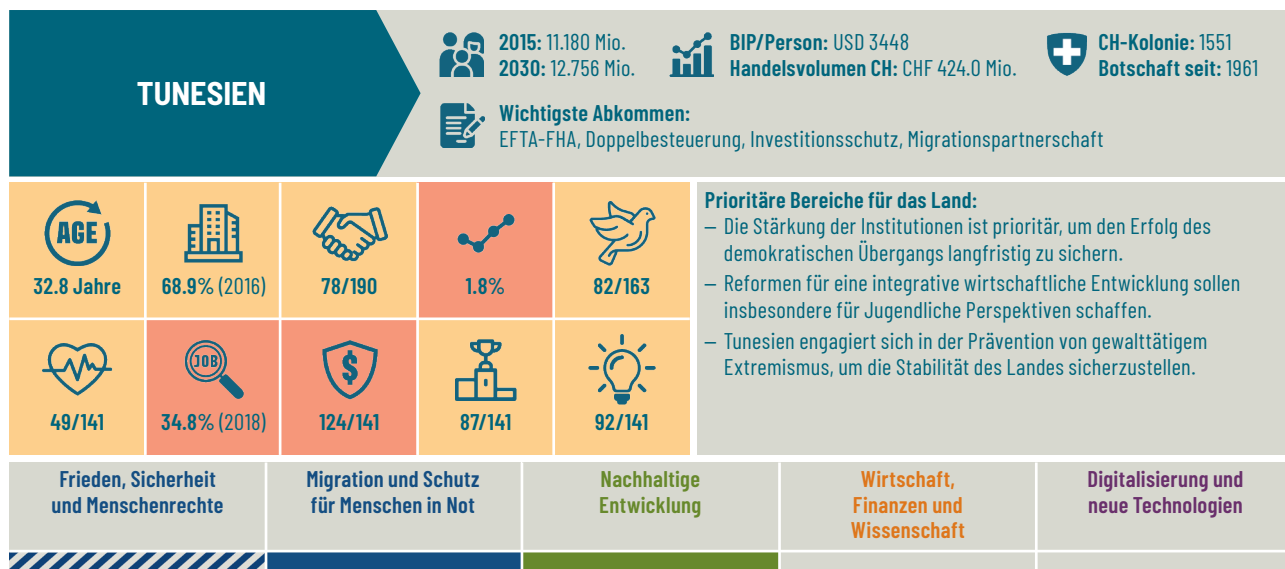 TUNESIEN
2015: 11.180 Mio.
2030: 12.756 Mio.
BIP/Person: USD 3448
Handelsvolumen CH: CHF 424.0 Mio.
CH-Kolonie: 1551
Botschaft seit: 1961
Wichtigste Abkommen:
EFTA-FHA, Doppelbesteuerung, Investitionsschutz, Migrationspartnerschaft
AGE
32.8 Jahre
68.9% (2016)
78/190
1.8%
82/163
49/141
JOB
34.8% (2018)
$
124/141
87/141
92/141
Prioritäre Bereiche für das Land:
– Die Stärkung der Institutionen ist prioritär, um den Erfolg des
demokratischen Übergangs langfristig zu sichern.
– Reformen für eine integrative wirtschaftliche Entwicklung sollen
insbesondere für Jugendliche Perspektiven schaffen.
– Tunesien engagiert sich in der Prävention von gewalttätigem
Extremismus, um die Stabilität des Landes sicherzustellen.
Frieden, Sicherheit
und Menschenrechte
Migration und Schutz
für Menschen in Not
Nachhaltige
Entwicklung
Wirtschaft,
Finanzen und
Wissenschaft
Digitalisierung und
neue Technologien